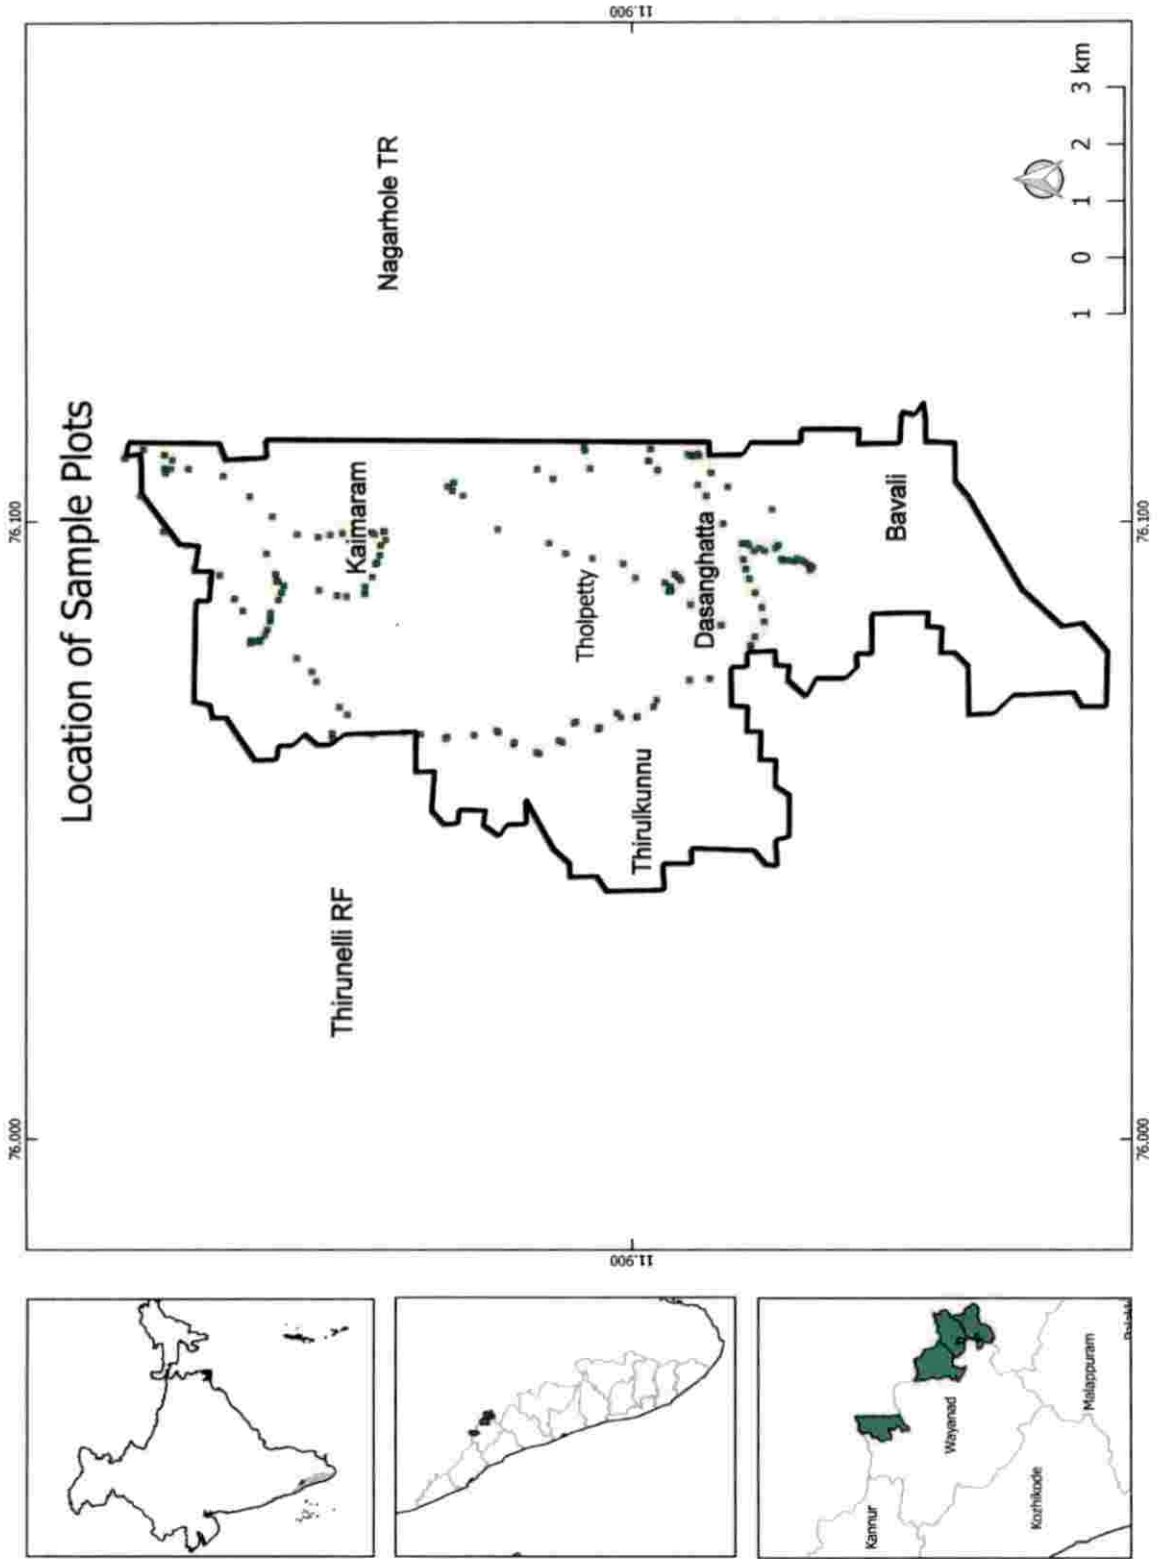 Location of Sample Plots
76.000
76.100
11.900
11.900
76.000
76.100
Thirunelli RF
Nagarhole TR
Kaimaram
Tholpetty
Thirulkunnu
Dasanghatta
Bavali
1 0 1 2 3 km
Kannur
Wayanad
Kozhikode
Malappuram